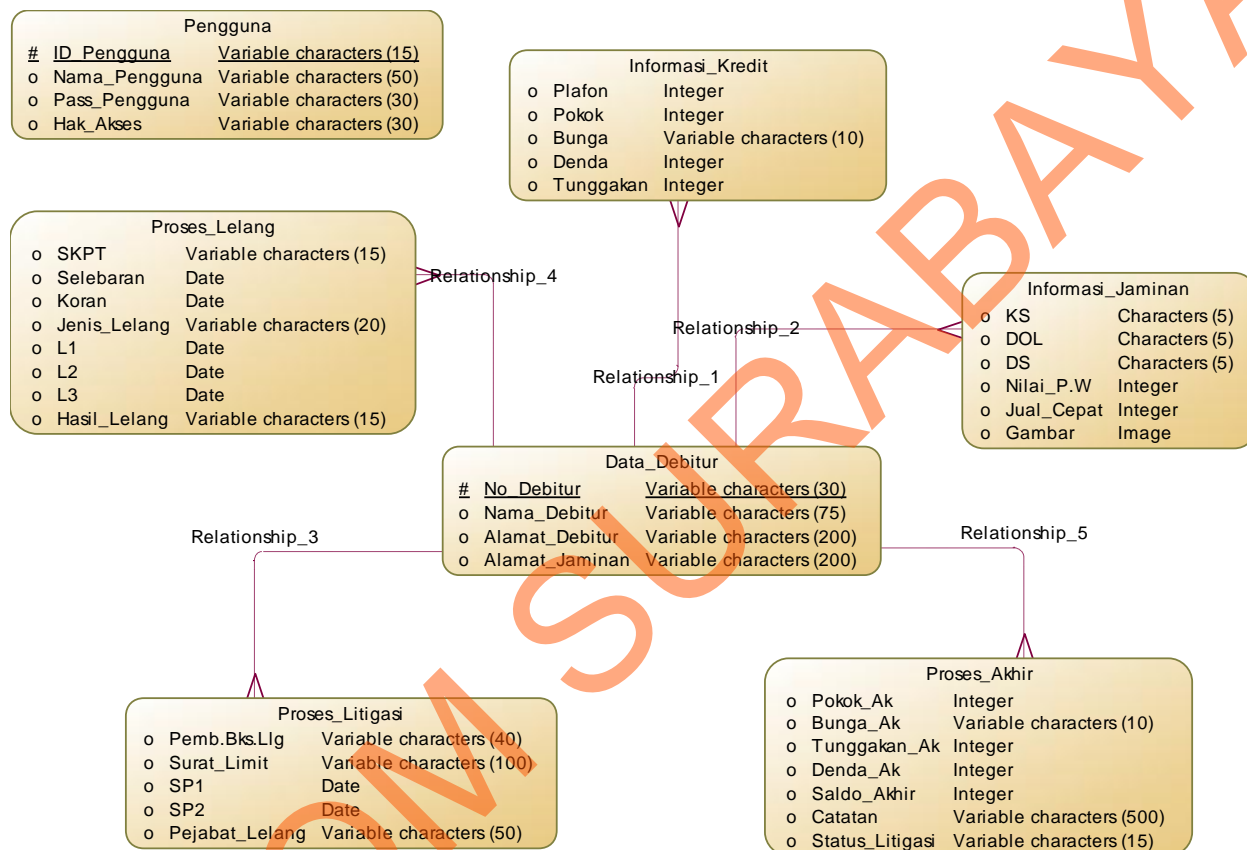 Pengguna
# ID_Pengguna Variable characters (15)
o Nama_Pengguna Variable characters (50)
o Pass_Pengguna Variable characters (30)
o Hak_Akses Variable characters (30)
Informasi_Kredit
o Plafon Integer
o Pokok Integer
o Bunga Variable characters (10)
o Denda Integer
o Tunggakan Integer
Proses_Lelang
o SKPT Variable characters (15)
o Selebaran Date
o Koran Date
o Jenis_Lelang Variable characters (20)
o L1 Date
o L2 Date
o L3 Date
o Hasil_Lelang Variable characters (15)
Relationship_4
Informasi_Jaminan
o KS Characters (5)
o DOL Characters (5)
o DS Characters (5)
o Nilai_P.W Integer
o Jual_Cepat Integer
o Gambar Image
Relationship_2
Relationship_1
Data_Debitur
# No_Debitur Variable characters (30)
o Nama_Debitur Variable characters (75)
o Alamat_Debitur Variable characters (200)
o Alamat_Jaminan Variable characters (200)
Relationship_3
Relationship_5
Proses_Litigasi
o Pemb.Bks.Llg Variable characters (40)
o Surat_Limit Variable characters (100)
o SP1 Date
o SP2 Date
o Pejabat_Lelang Variable characters (50)
Proses_Akhir
o Pokok_Ak Integer
o Bunga_Ak Variable characters (10)
o Tunggakan_Ak Integer
o Denda_Ak Integer
o Saldo_Akhir Integer
o Catatan Variable characters (500)
o Status_Litigasi Variable characters (15)
OM SURABAYA